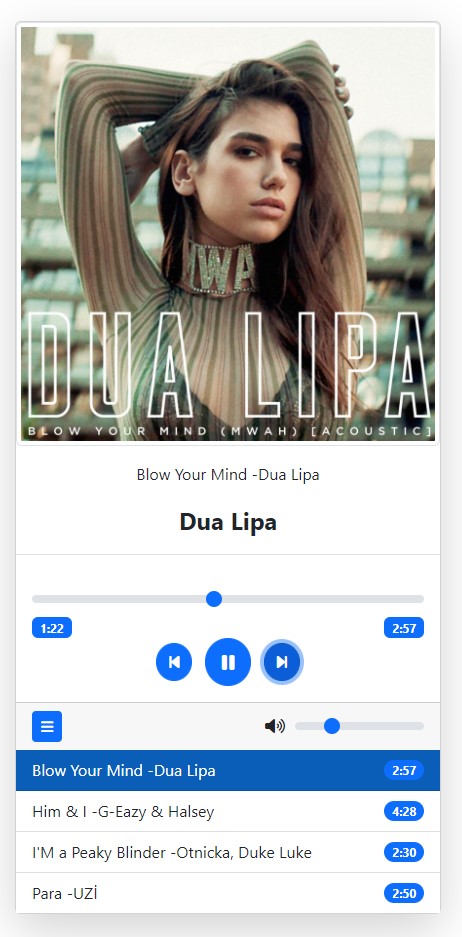 MWA
DUA LIPA
BLOW YOUR MIND (MWAH) [ACOUSTIC]
Blow Your Mind -Dua Lipa
Dua Lipa
1:22
2:57
Blow Your Mind -Dua Lipa
2:57
Him & I -G-Eazy & Halsey
4:28
I'M a Peaky Blinder -Otnicka, Duke Luke
2:30
Para -UZİ
2:50